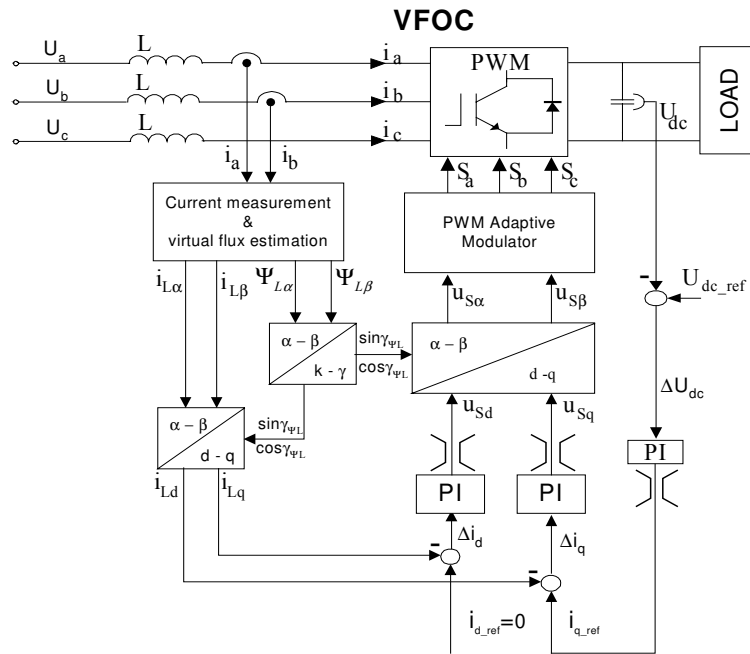 VFOC
U_a L i_a PWM
U_b L i_b
U_c L i_c U_dc LOAD
i_a i_b S_a S_b S_c
Current measurement
&
virtual flux estimation
PWM Adaptive
Modulator
i_Lα i_Lβ Ψ_Lα Ψ_Lβ u_Sα u_Sβ - U_dc_ref
α – β
k - γ
sinγ_ΨL
cosγ_ΨL
α – β
d - q
ΔU_dc
α – β
d - q
sinγ_ΨL
cosγ_ΨL
u_Sd u_Sq
PI
i_Ld i_Lq PI PI
Δi_d Δi_q
- -
i_d_ref=0 i_q_ref